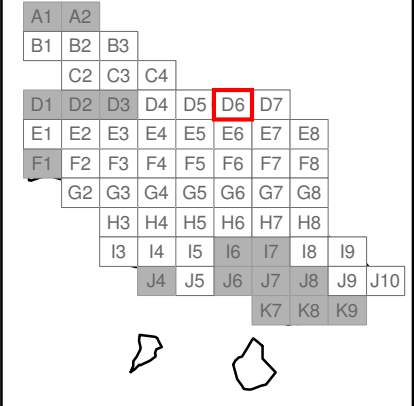 A1 A2
B1 B2 B3
C2 C3 C4
D1 D2 D3 D4 D5 D6 D7
E1 E2 E3 E4 E5 E6 E7 E8
F1 F2 F3 F4 F5 F6 F7 F8
G2 G3 G4 G5 G6 G7 G8
H3 H4 H5 H6 H7 H8
I3 I4 I5 I6 I7 I8 I9
J4 J5 J6 J7 J8 J9 J10
K7 K8 K9